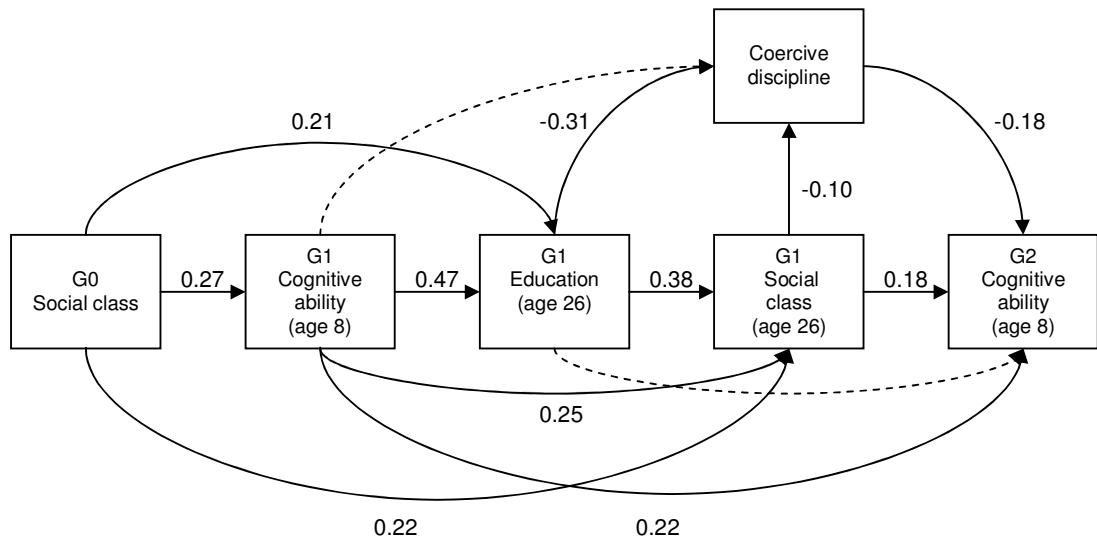 Coercive
discipline
0.21
-0.31
-0.18
-0.10
G0
Social class
0.27
G1
Cognitive
ability
(age 8)
0.47
G1
Education
(age 26)
0.38
G1
Social
class
(age 26)
0.18
G2
Cognitive
ability
(age 8)
0.25
0.22
0.22